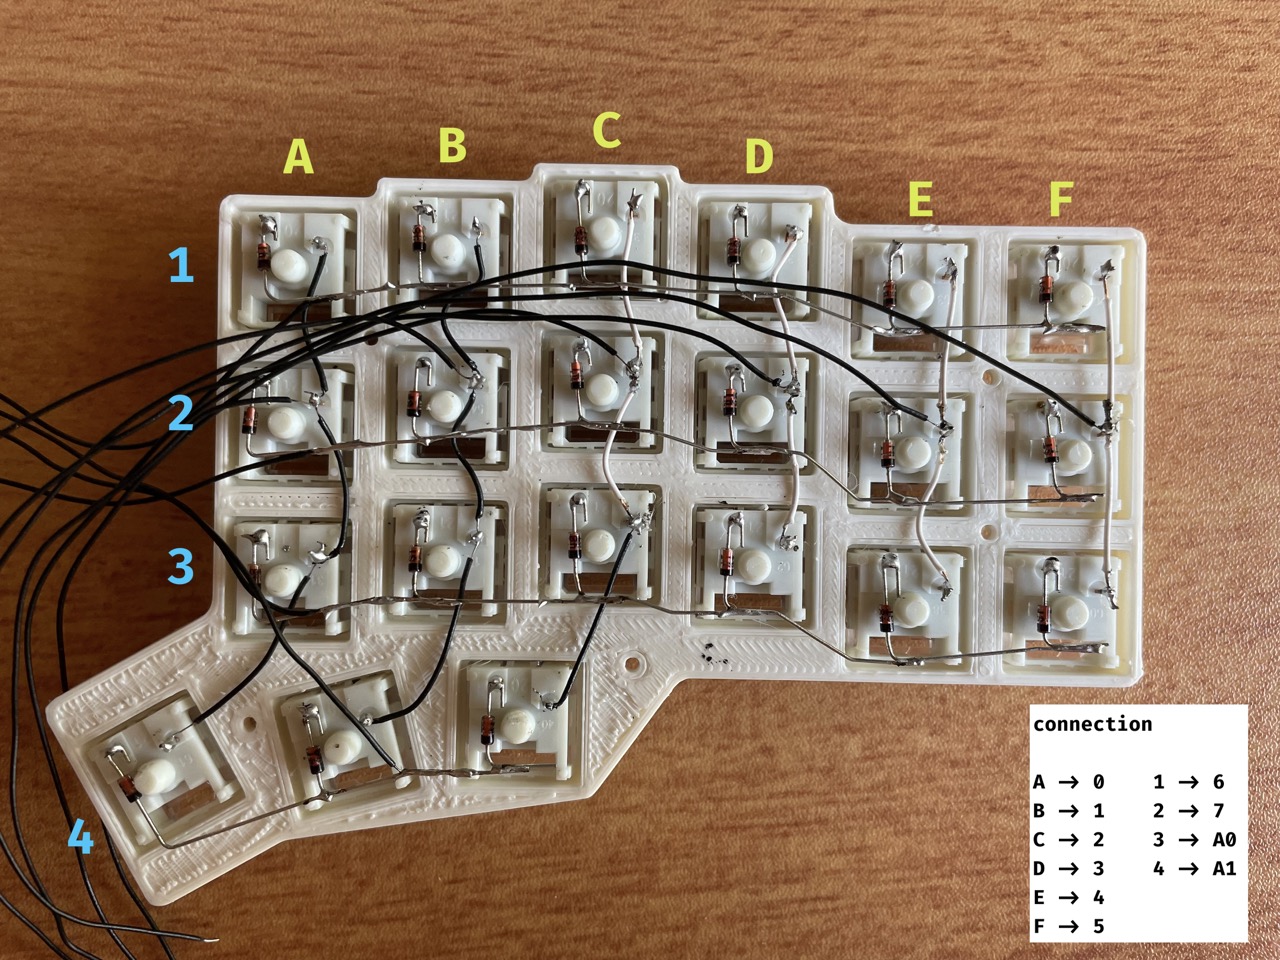 A B C D E F
1
2
3
4
connection
A → 0 1 → 6
B → 1 2 → 7
C → 2 3 → A0
D → 3 4 → A1
E → 4
F → 5